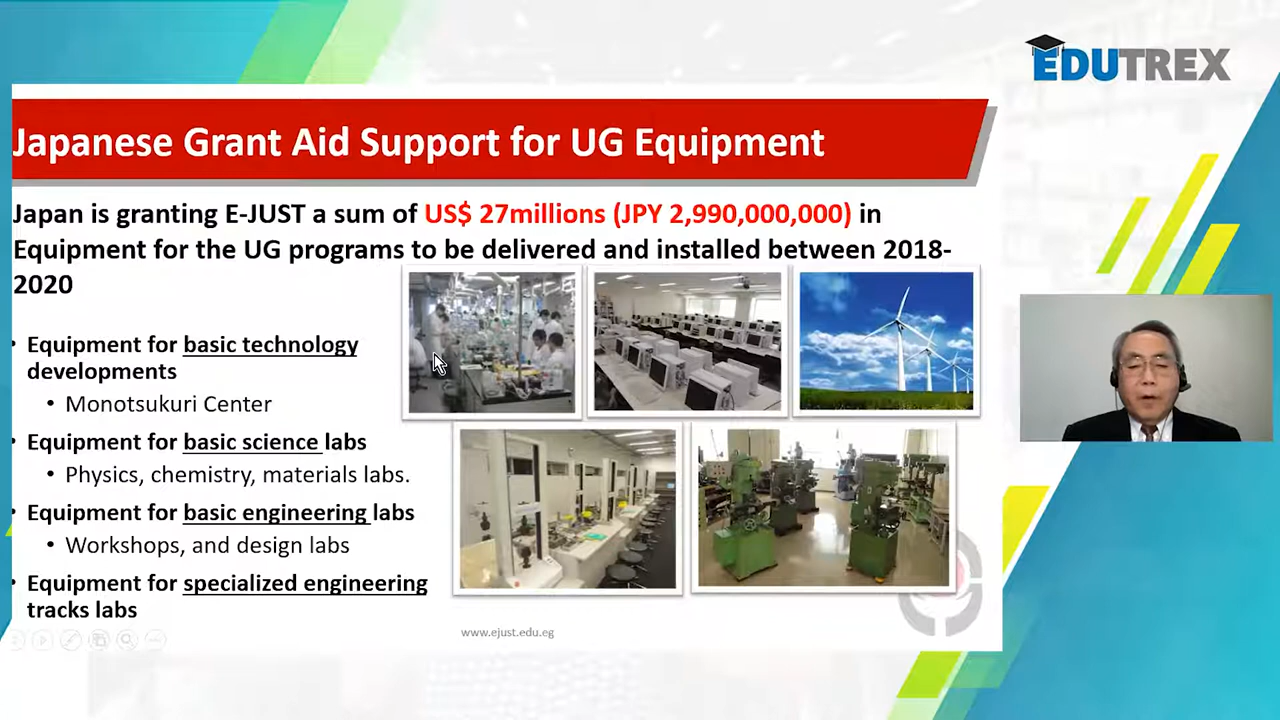 EDUTREX
Japanese Grant Aid Support for UG Equipment
Japan is granting E-JUST a sum of US$ 27millions (JPY 2,990,000,000) in
Equipment for the UG programs to be delivered and installed between 2018-
2020
Equipment for basic technology
developments
• Monotsukuri Center
Equipment for basic science labs
• Physics, chemistry, materials labs.
Equipment for basic engineering labs
• Workshops, and design labs
Equipment for specialized engineering
tracks labs
www.ejust.edu.eg